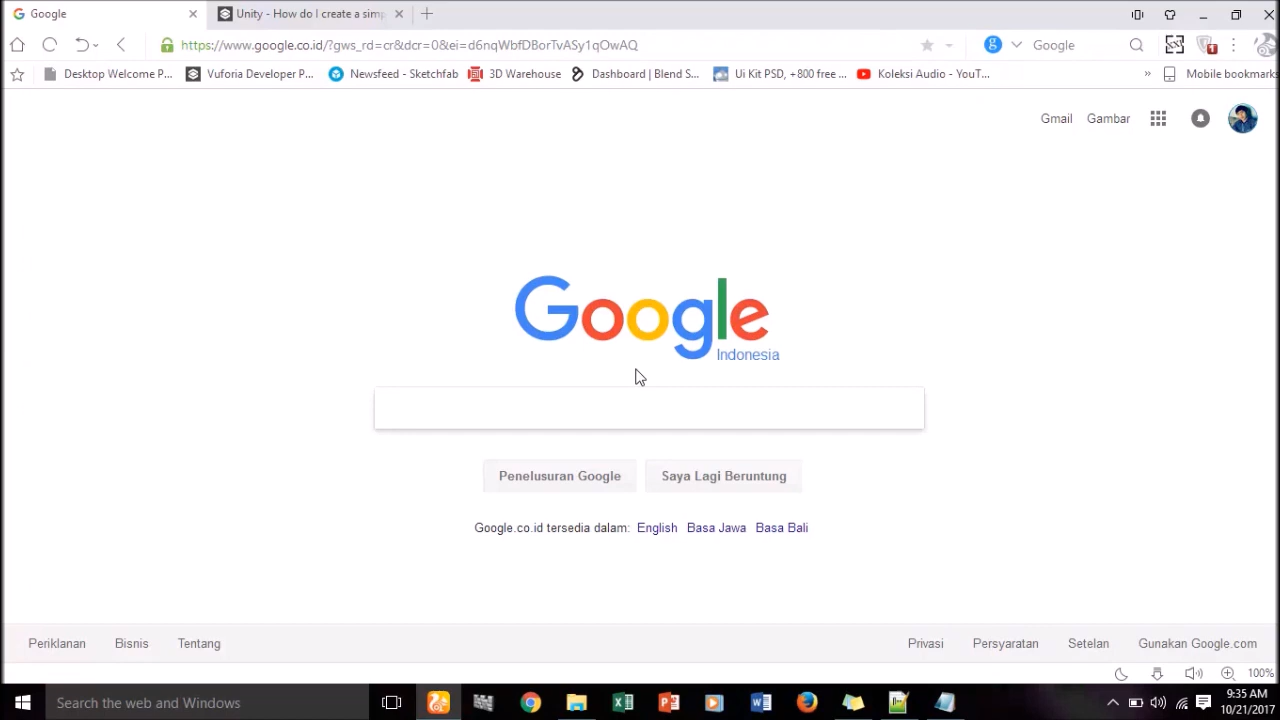 Google
Unity - How do I create a sim
https://www.google.co.id/?gws_rd=cr&dcr=0&ei=d6nqWbfDBorTvASy1qOwAQ
Google
1
Desktop Welcome P...
Vuforia Developer P...
Newsfeed - Sketchfab
3D Warehouse
Dashboard | Blend S...
Ui Kit PSD, +800 free ...
Koleksi Audio - YouT...
»
Mobile bookmarks
Gmail
Gambar
Google
Indonesia
Penelusuran Google
Saya Lagi Beruntung
Google.co.id tersedia dalam: English Basa Jawa Basa Bali
Periklanan
Bisnis
Tentang
Privasi
Persyaratan
Setelan
Gunakan Google.com
100%
Search the web and Windows
9:35 AM
10/21/2017